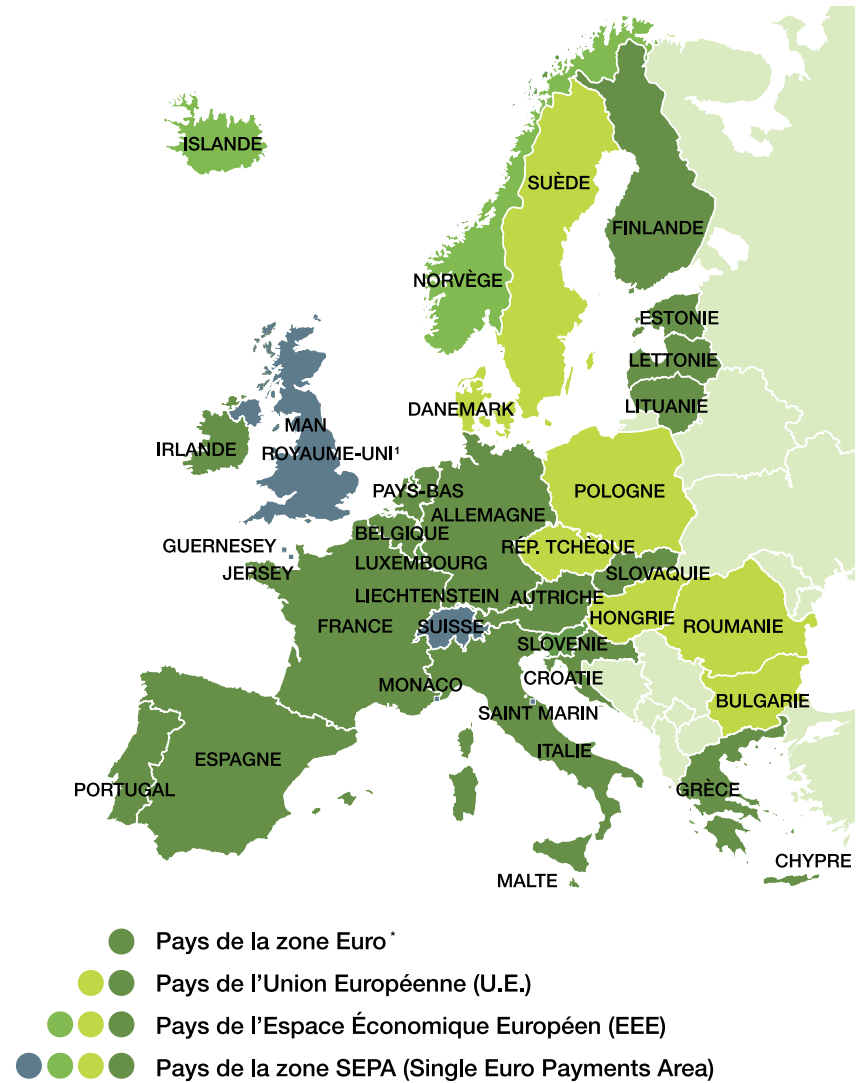 ISLANDE
SUÈDE
FINLANDE
NORVÈGE
ESTONIE
LETTONIE
LITUANIE
DANEMARK
MAN
IRLANDE
ROYAUME-UNI¹
PAYS-BAS
POLOGNE
ALLEMAGNE
BELGIQUE
GUERNESEY
RÉP. TCHÈQUE
LUXEMBOURG
JERSEY
SLOVAQUIE
LIECHTENSTEIN
AUTRICHE
HONGRIE
FRANCE
SUISSE
ROUMANIE
SLOVENIE
CROATIE
MONACO
BULGARIE
SAINT MARIN
ITALIE
ESPAGNE
PORTUGAL
GRÈCE
CHYPRE
MALTE
Pays de la zone Euro*
Pays de l'Union Européenne (U.E.)
Pays de l'Espace Économique Européen (EEE)
Pays de la zone SEPA (Single Euro Payments Area)